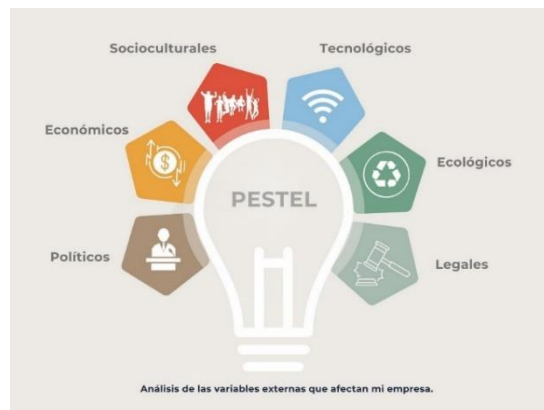 Socioculturales
Tecnológicos
Económicos
Ecológicos
PESTEL
Políticos
Legales
Análisis de las variables externas que afectan mi empresa.